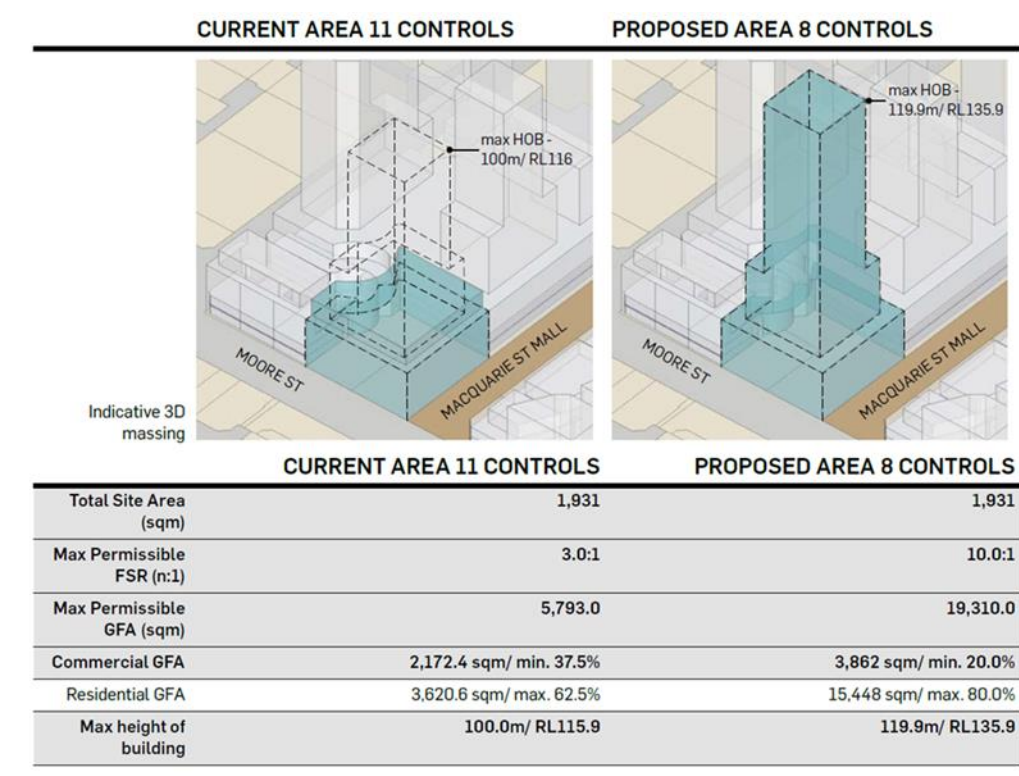 CURRENT AREA 11 CONTROLS
PROPOSED AREA 8 CONTROLS
max HOB -
100m/ RL116
MOORE ST
MACQUARIE ST MALL
max HOB -
119.9m/ RL135.9
MOORE ST
MACQUARIE ST MALL
Indicative 3D
massing
CURRENT AREA 11 CONTROLS
PROPOSED AREA 8 CONTROLS
Total Site Area
(sqm)
1,931
1,931
Max Permissible
FSR (n:1)
3.0:1
10.0:1
Max Permissible
GFA (sqm)
5,793.0
19,310.0
Commercial GFA
2,172.4 sqm/ min. 37.5%
3,862 sqm/ min. 20.0%
Residential GFA
3,620.6 sqm/ max. 62.5%
15,448 sqm/ max. 80.0%
Max height of
building
100.0m/ RL115.9
119.9m/ RL135.9